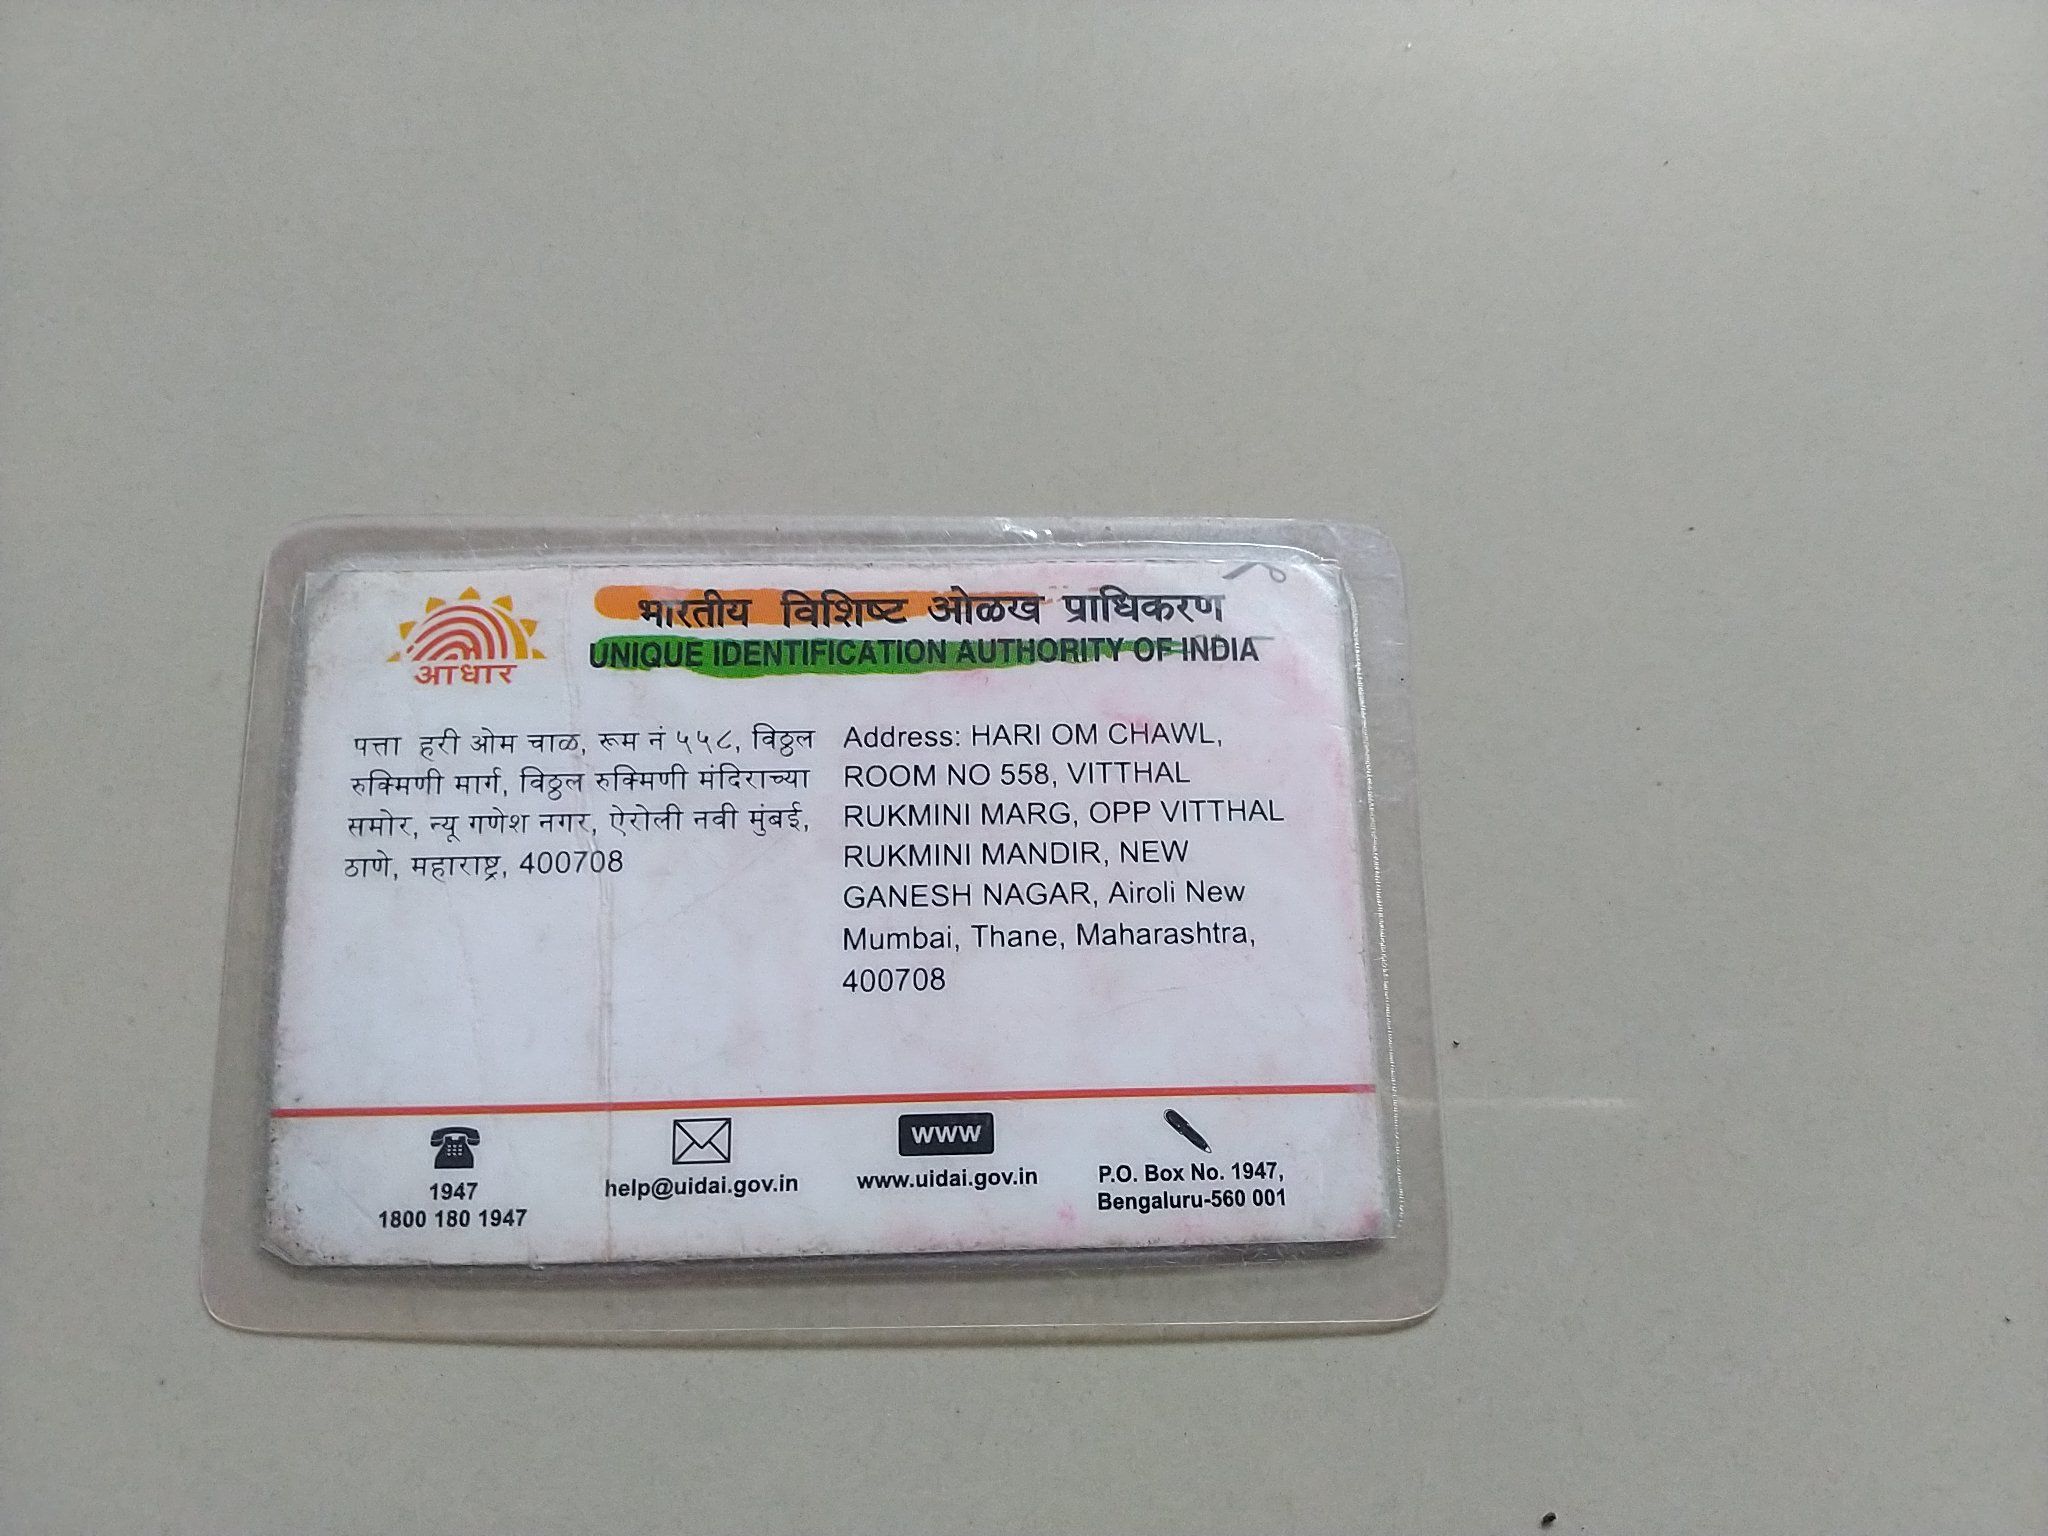 आधार
भारतीय विशिष्ट ओळख प्राधिकरण
UNIQUE IDENTIFICATION AUTHORITY OF INDIA
पत्ता हरी ओम चाळ, रूम नं ५५८, विठ्ठल
रुक्मिणी मार्ग, विठ्ठल रुक्मिणी मंदिराच्या
समोर, न्यू गणेश नगर, ऐरोली नवी मुंबई,
ठाणे, महाराष्ट्र, 400708
Address: HARI OM CHAWL,
ROOM NO 558, VITTHAL
RUKMINI MARG, OPP VITTHAL
RUKMINI MANDIR, NEW
GANESH NAGAR, Airoli New
Mumbai, Thane, Maharashtra,
400708
1947
1800 180 1947
help@uidai.gov.in
www
www.uidai.gov.in
P.O. Box No. 1947,
Bengaluru-560 001